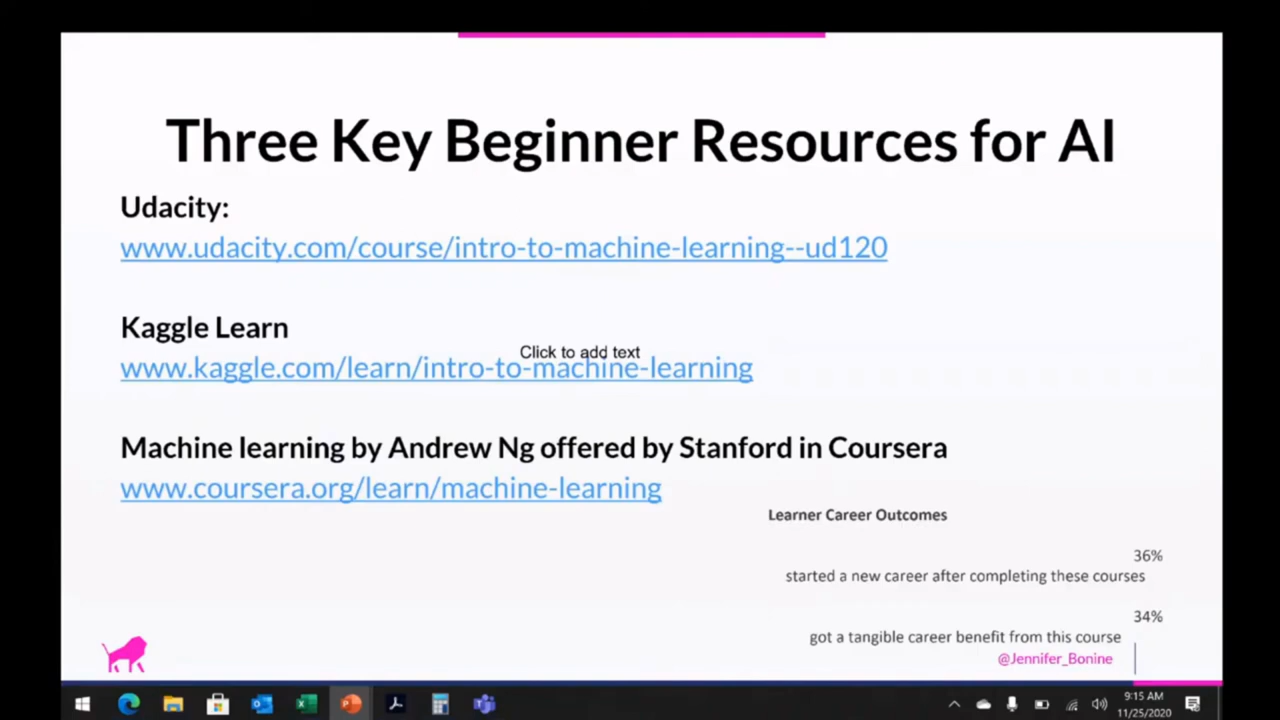 Three Key Beginner Resources for AI
Udacity:
www.udacity.com/course/intro-to-machine-learning--ud120
Kaggle Learn
Click to add text
www.kaggle.com/learn/intro-to-machine-learning
Machine learning by Andrew Ng offered by Stanford in Coursera
www.coursera.org/learn/machine-learning
Learner Career Outcomes
36%
started a new career after completing these courses
34%
got a tangible career benefit from this course
@Jennifer_Bonine
9:15 AM
11/25/2020